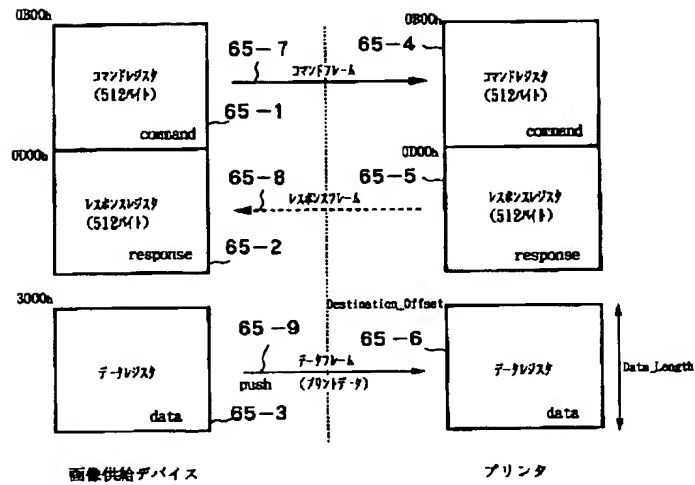 0B00h
コマンドレジスタ
(512バイト)
command
65-1
0D00h
レスポンスレジスタ
(512バイト)
response
65-2
3000h
データレジスタ
data
65-3
画像供給デバイス
65-7
コマンドフレーム
65-8
レスポンスフレーム
65-9
データフレーム
push (プリントデータ)
0B00h
65-4
コマンドレジスタ
(512バイト)
command
0D00h
65-5
レスポンスレジスタ
(512バイト)
response
Destination_Offset
65-6
データレジスタ
data
Data_Length
プリンタ